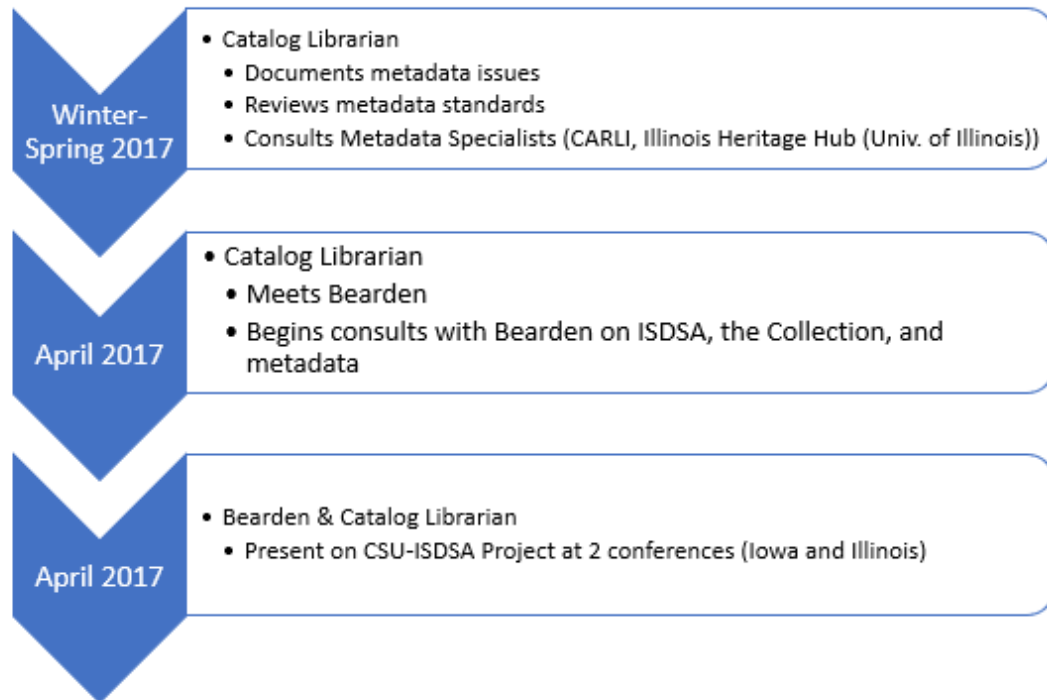 Winter-
Spring 2017
• Catalog Librarian
• Documents metadata issues
• Reviews metadata standards
• Consults Metadata Specialists (CARLI, Illinois Heritage Hub (Univ. of Illinois))
April 2017
• Catalog Librarian
• Meets Bearden
• Begins consults with Bearden on ISDSA, the Collection, and
metadata
April 2017
• Bearden & Catalog Librarian
• Present on CSU-ISDSA Project at 2 conferences (Iowa and Illinois)